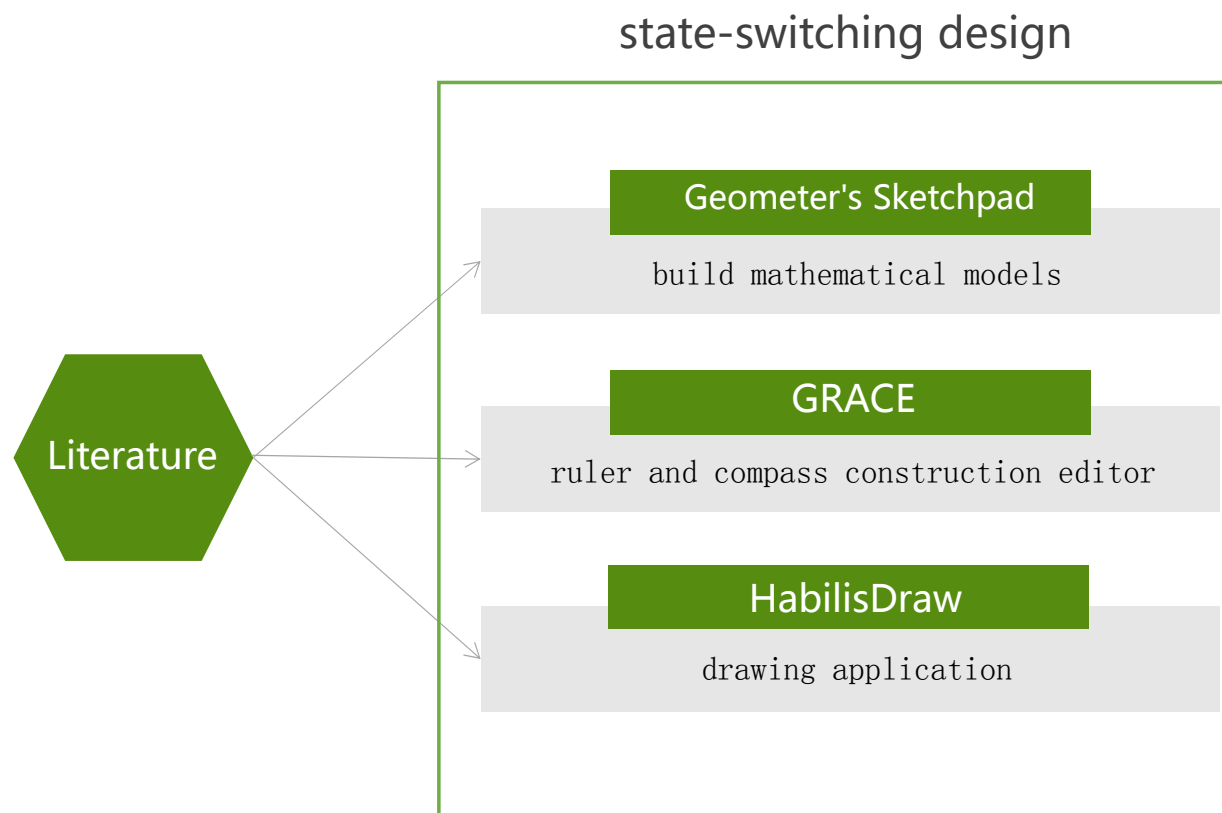 state-switching design
Geometer's Sketchpad
build mathematical models
GRACE
Literature
ruler and compass construction editor
HabilisDraw
drawing application